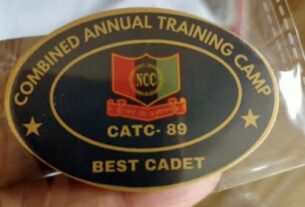 COMBINED ANNUAL TRAINING CAMP
NCC
CATC- 89
BEST CADET